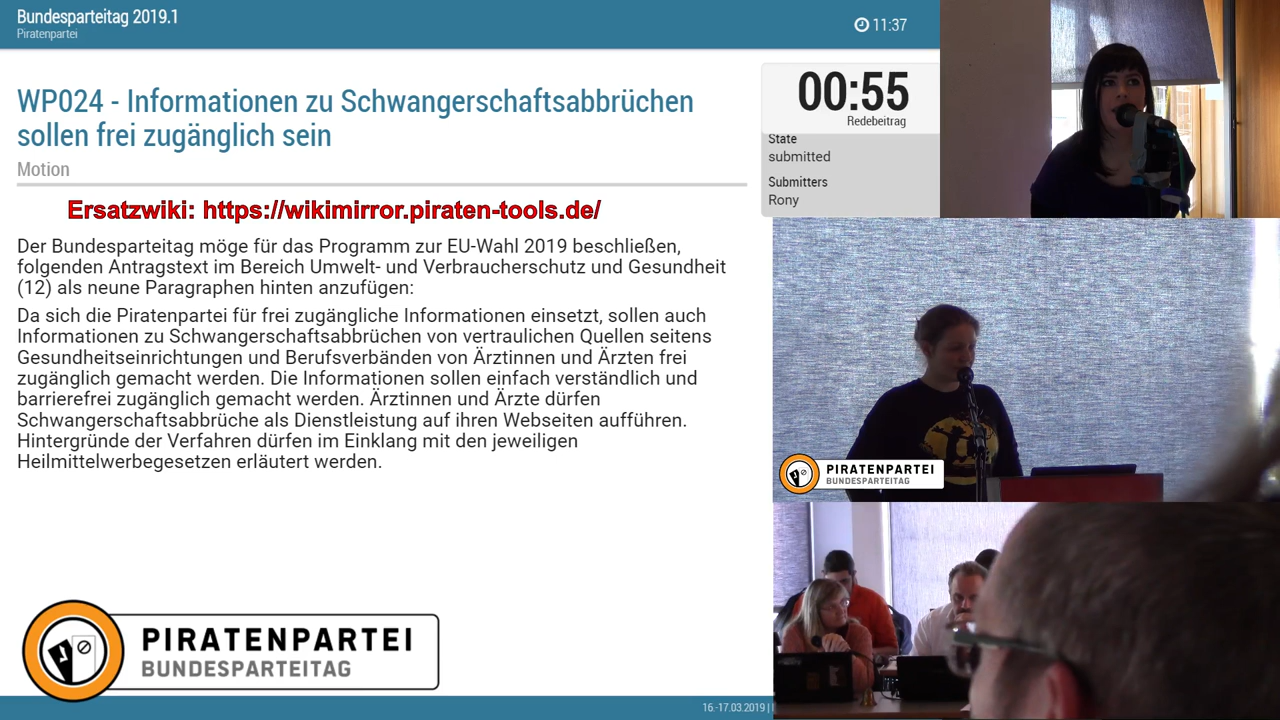 Bundesparteitag 2019.1
Piratenpartei
11:37
WP024 - Informationen zu Schwangerschaftsabbrüchen
sollen frei zugänglich sein
Motion
00:55
Redebeitrag
State
submitted
Submitters
Rony
Ersatzwiki: https://wikimirror.piraten-tools.de/
Der Bundesparteitag möge für das Programm zur EU-Wahl 2019 beschließen,
folgenden Antragstext im Bereich Umwelt- und Verbraucherschutz und Gesundheit
(12) als neune Paragraphen hinten anzufügen:
Da sich die Piratenpartei für frei zugängliche Informationen einsetzt, sollen auch
Informationen zu Schwangerschaftsabbrüchen von vertraulichen Quellen seitens
Gesundheitseinrichtungen und Berufsverbänden von Ärztinnen und Ärzten frei
zugänglich gemacht werden. Die Informationen sollen einfach verständlich und
barrierefrei zugänglich gemacht werden. Ärztinnen und Ärzte dürfen
Schwangerschaftsabbrüche als Dienstleistung auf ihren Webseiten aufführen.
Hintergründe der Verfahren dürfen im Einklang mit den jeweiligen
Heilmittelwerbegesetzen erläutert werden.
PIRATENPARTEI
BUNDESPARTEITAG
PIRATENPARTEI
BUNDESPARTEITAG
16.-17.03.2019 |